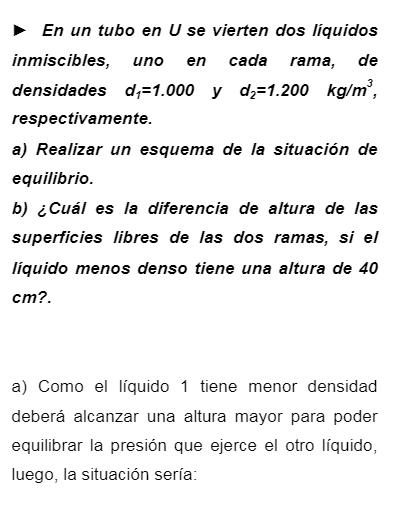 ► En un tubo en U se vierten dos líquidos
inmiscibles, uno en cada rama, de
densidades d₁=1.000 y d₂=1.200 kg/m³,
respectivamente.
a) Realizar un esquema de la situación de
equilibrio.
b) ¿Cuál es la diferencia de altura de las
superficies libres de las dos ramas, si el
líquido menos denso tiene una altura de 40
cm?.
a) Como el líquido 1 tiene menor densidad
deberá alcanzar una altura mayor para poder
equilibrar la presión que ejerce el otro líquido,
luego, la situación sería: